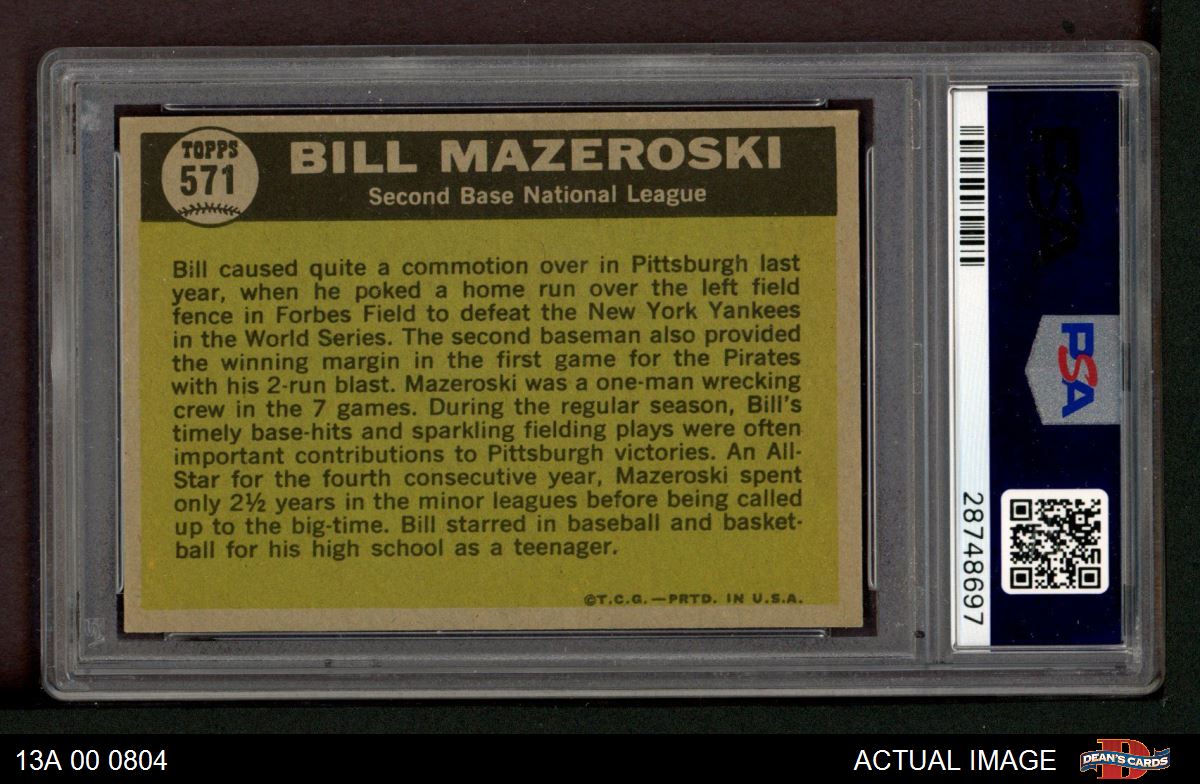 TOPPS
571
BILL MAZEROSKI
Second Base National League
Bill caused quite a commotion over in Pittsburgh last
year, when he poked a home run over the left field
fence in Forbes Field to defeat the New York Yankees
in the World Series. The second baseman also provided
the winning margin in the first game for the Pirates
with his 2-run blast. Mazeroski was a one-man wrecking
crew in the 7 games. During the regular season, Bill's
timely base-hits and sparkling fielding plays were often
important contributions to Pittsburgh victories. An All-
Star for the fourth consecutive year, Mazeroski spent
only 2½ years in the minor leagues before being called
up to the big-time. Bill starred in baseball and basket-
ball for his high school as a teenager.
©T.C.G.—PRTD. IN U.S.A.
PSA
PSA
28748697
13A 00 0804
ACTUAL IMAGE
D
DEAN'S CARDS